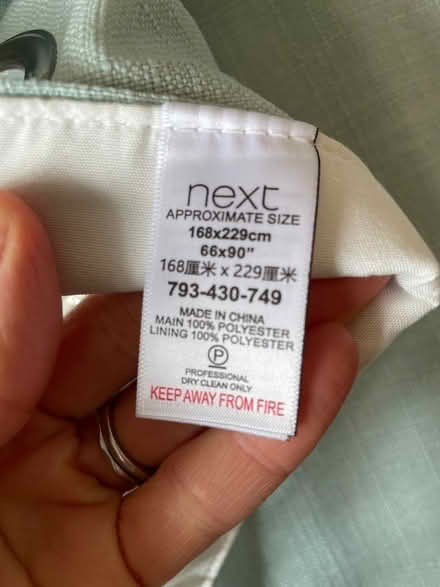 next
APPROXIMATE SIZE
168x229cm
66x90"
168厘米 x 229厘米
793-430-749
MADE IN CHINA
MAIN 100% POLYESTER
LINING 100% POLYESTER
P
PROFESSIONAL
DRY CLEAN ONLY
KEEP AWAY FROM FIRE